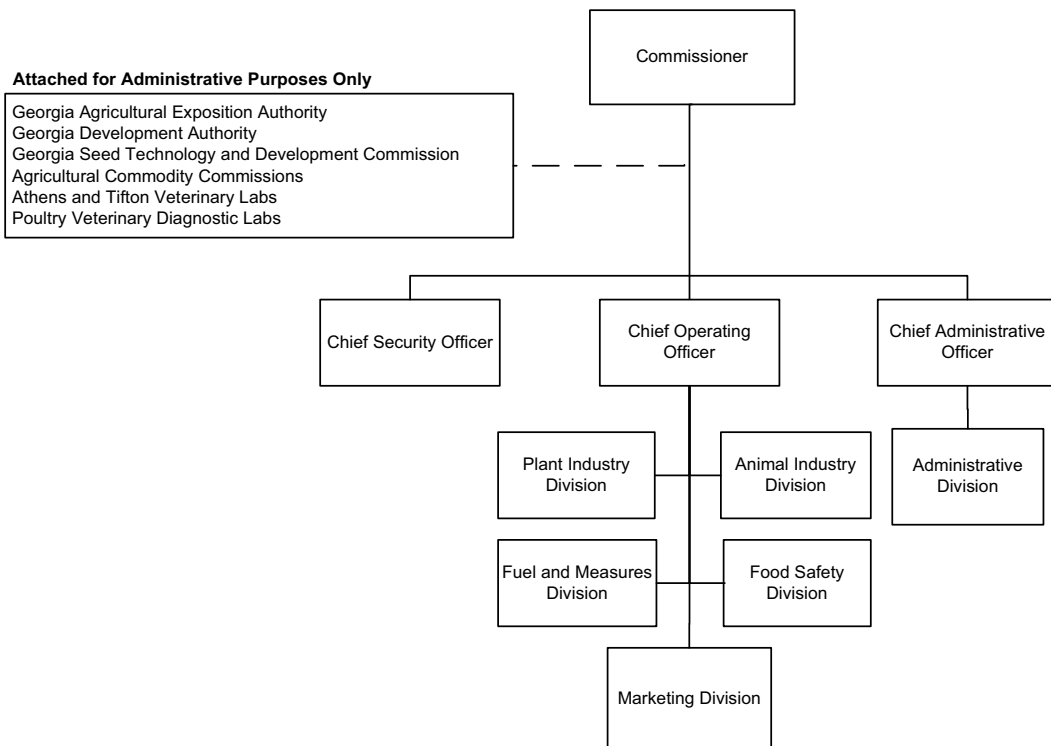 Commissioner
Attached for Administrative Purposes Only
Georgia Agricultural Exposition Authority
Georgia Development Authority
Georgia Seed Technology and Development Commission
Agricultural Commodity Commissions
Athens and Tifton Veterinary Labs
Poultry Veterinary Diagnostic Labs
Chief Security Officer
Chief Operating
Officer
Chief Administrative
Officer
Plant Industry
Division
Animal Industry
Division
Administrative
Division
Fuel and Measures
Division
Food Safety
Division
Marketing Division